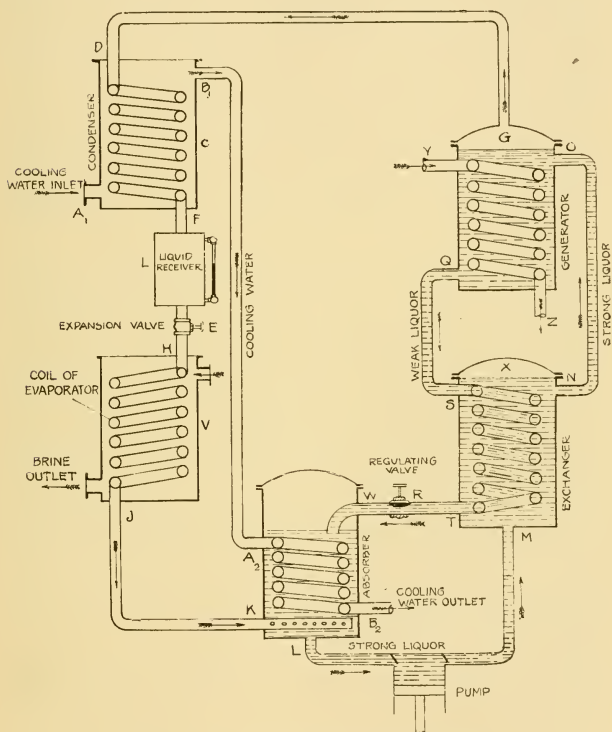 D
B1
CONDENSER
C
COOLING
WATER INLET
A1
F
L
LIQUID
RECEIVER
EXPANSION VALVE
E
H
COIL OF
EVAPORATOR
V
BRINE
OUTLET
J
COOLING WATER
G
Y
O
GENERATOR
Q
N
WEAK LIQUOR
STRONG LIQUOR
X
N
S
EXCHANGER
REGULATING
VALVE
W
R
T
M
A2
ABSORBER
K
COOLING
WATER OUTLET
B2
L
STRONG LIQUOR
PUMP